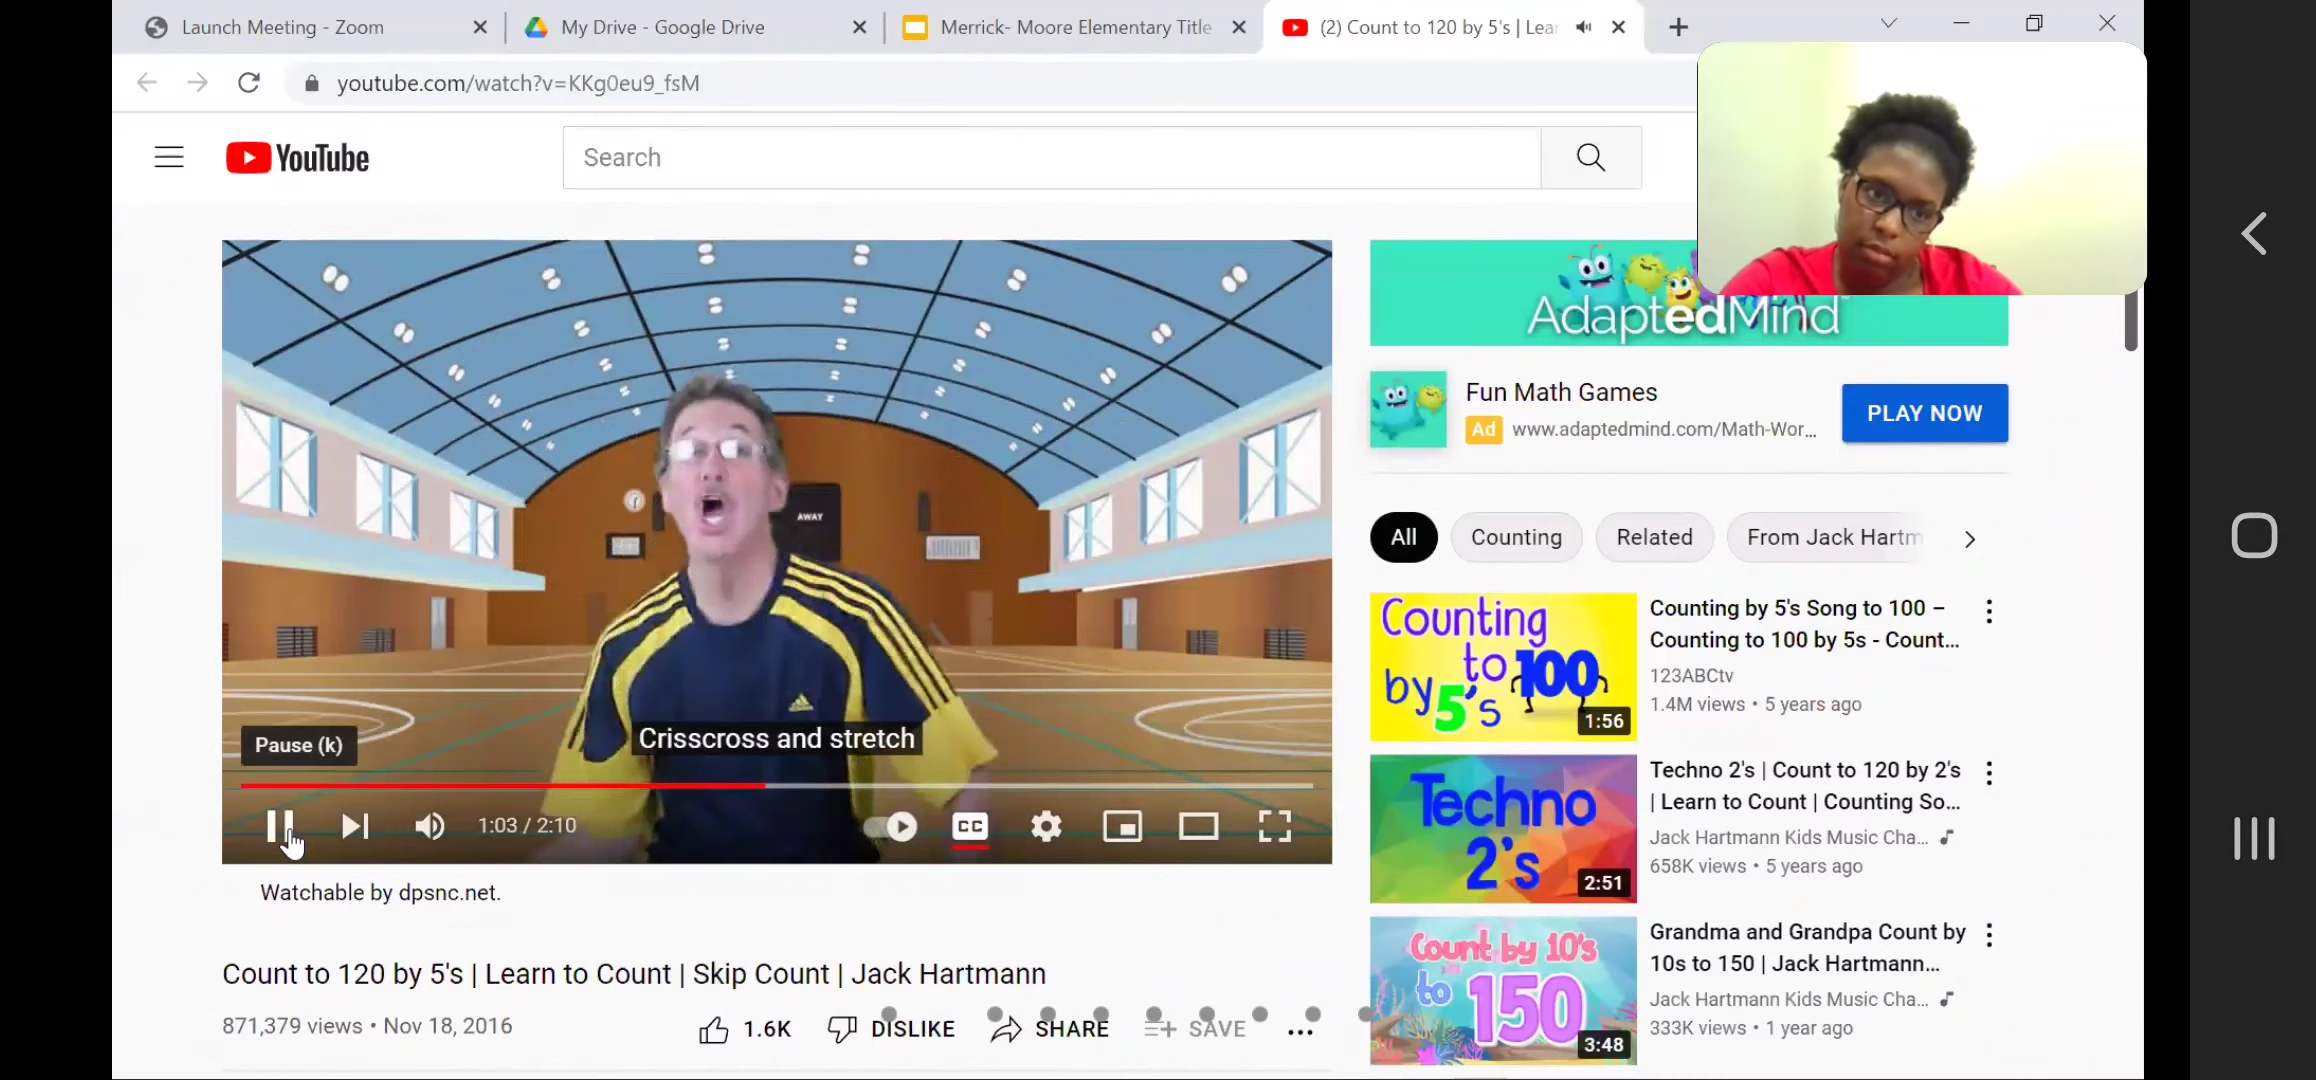 Launch Meeting - Zoom
My Drive - Google Drive
Merrick- Moore Elementary Title
(2) Count to 120 by 5's | Lear
youtube.com/watch?v=KKg0eu9_fsM
YouTube
Search
AdaptedMind
Fun Math Games
Ad www.adaptedmind.com/Math-Wor...
PLAY NOW
AWAY
Crisscross and stretch
Pause (k)
1:03 / 2:10
CC
Watchable by dpsnc.net.
Count to 120 by 5's | Learn to Count | Skip Count | Jack Hartmann
871,379 views • Nov 18, 2016
1.6K
DISLIKE
SHARE
SAVE
All
Counting
Related
From Jack Hartm
Counting
to 100
by 5's
1:56
Counting by 5's Song to 100 –
Counting to 100 by 5s - Count...
123ABCtv
1.4M views • 5 years ago
Techno
2's
2:51
Techno 2's | Count to 120 by 2's
| Learn to Count | Counting So...
Jack Hartmann Kids Music Cha...
658K views • 5 years ago
Count by 10's
to 150
3:48
Grandma and Grandpa Count by
10s to 150 | Jack Hartmann...
Jack Hartmann Kids Music Cha...
333K views • 1 year ago